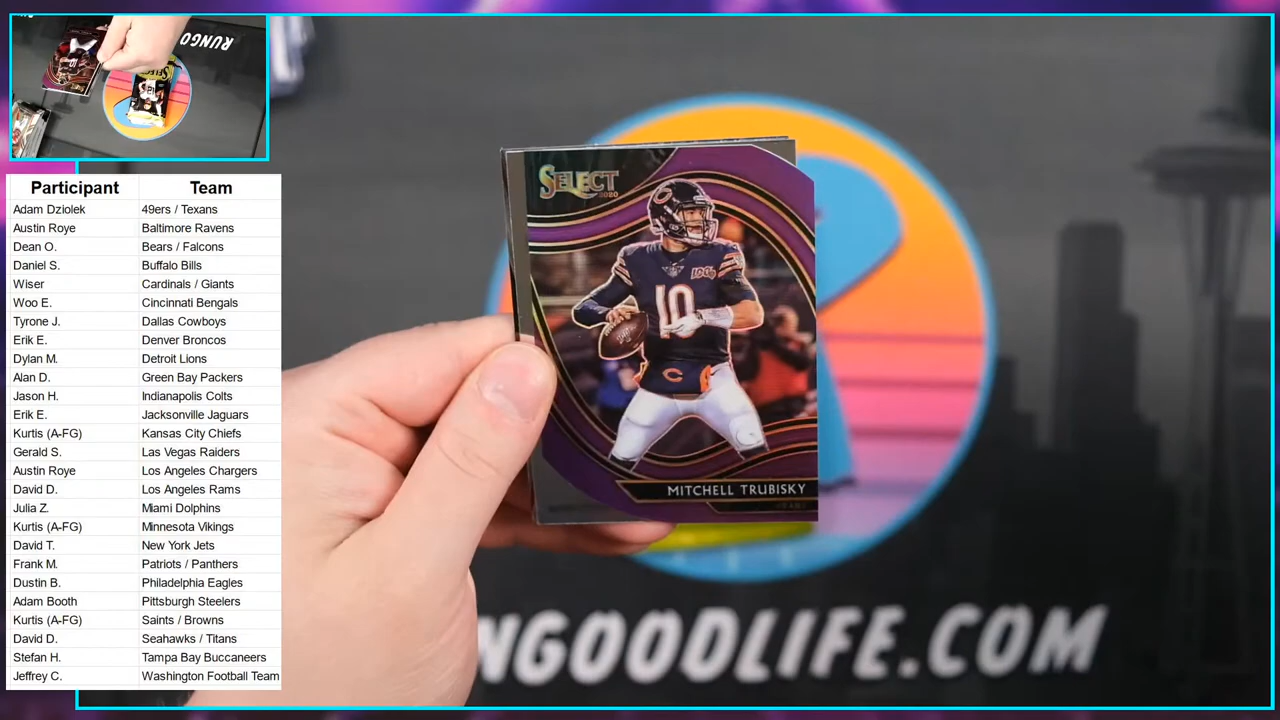 RUNGOOD
SELECT
Participant Team
Adam Dziolek 49ers / Texans
Austin Roye Baltimore Ravens
Dean O. Bears / Falcons
Daniel S. Buffalo Bills
Wiser Cardinals / Giants
Woo E. Cincinnati Bengals
Tyrone J. Dallas Cowboys
Erik E. Denver Broncos
Dylan M. Detroit Lions
Alan D. Green Bay Packers
Jason H. Indianapolis Colts
Erik E. Jacksonville Jaguars
Kurtis (A-FG) Kansas City Chiefs
Gerald S. Las Vegas Raiders
Austin Roye Los Angeles Chargers
David D. Los Angeles Rams
Julia Z. Miami Dolphins
Kurtis (A-FG) Minnesota Vikings
David T. New York Jets
Frank M. Patriots / Panthers
Dustin B. Philadelphia Eagles
Adam Booth Pittsburgh Steelers
Kurtis (A-FG) Saints / Browns
David D. Seahawks / Titans
Stefan H. Tampa Bay Buccaneers
Jeffrey C. Washington Football Team
SELECT
2020
100
10
C
MITCHELL TRUBISKY
NGOODLIFE.COM